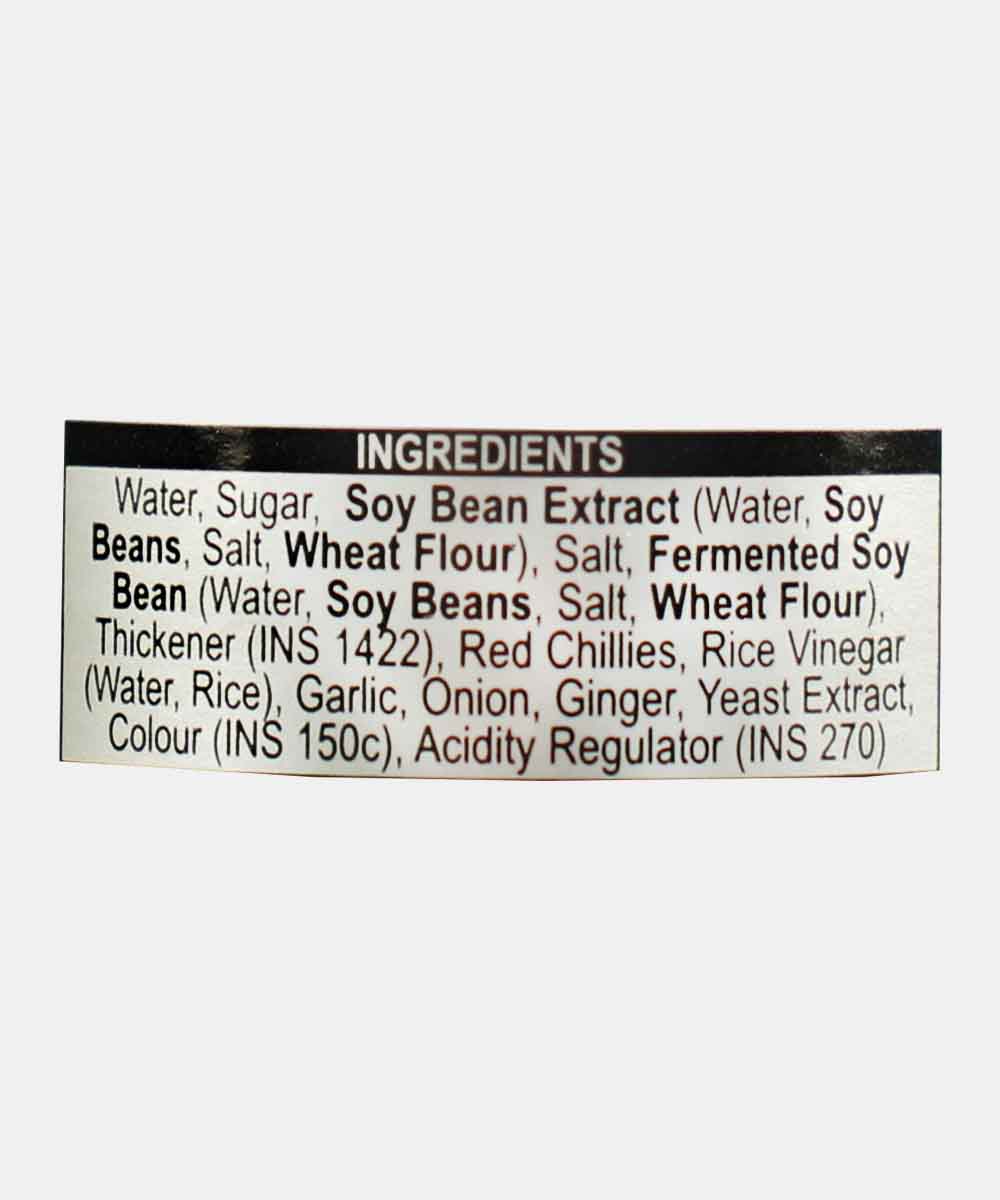 INGREDIENTS
Water, Sugar, Soy Bean Extract (Water, Soy
Beans, Salt, Wheat Flour), Salt, Fermented Soy
Bean (Water, Soy Beans, Salt, Wheat Flour),
Thickener (INS 1422), Red Chillies, Rice Vinegar
(Water, Rice), Garlic, Onion, Ginger, Yeast Extract,
Colour (INS 150c), Acidity Regulator (INS 270)